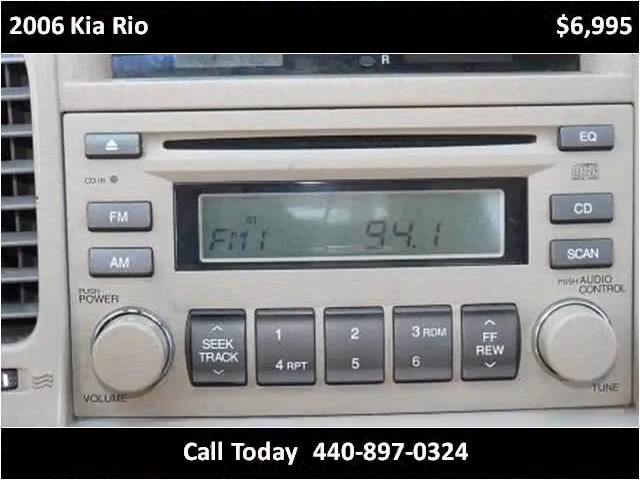 2006 Kia Rio $6,995
R
EQ
CD-IN
FM
CD
ST
FM1 94.1
AM
SCAN
PUSH
POWER
PUSH AUDIO
CONTROL
SEEK
TRACK
1
4 RPT
2
5
3 RDM
6
FF
REW
VOLUME
TUNE
Call Today 440-897-0324